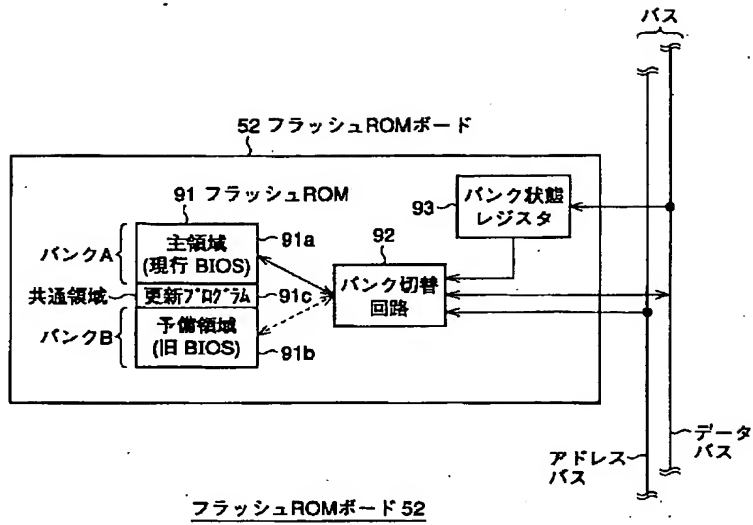 バス
52 フラッシュROMボード
91 フラッシュROM
バンクA
主領域
(現行 BIOS)
91a
共通領域
更新プログラム
91c
バンクB
予備領域
(旧 BIOS)
91b
92
バンク切替
回路
93
バンク状態
レジスタ
データ
バス
アドレス
バス
フラッシュROMボード 52